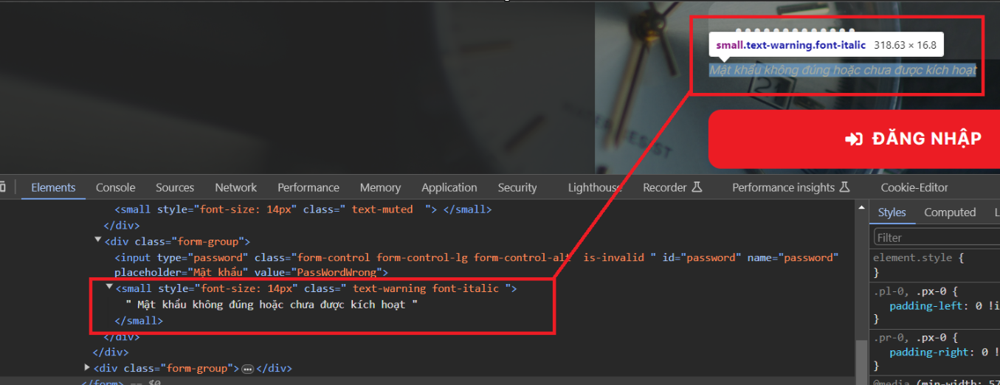 small.text-warning.font-italic 318.63 × 16.8
Mật khẩu không đúng hoặc chưa được kích hoạt
21
ĐĂNG NHẬP
Elements Console Sources Network Performance Memory Application Security Lighthouse Recorder Performance insights Cookie-Editor
<small style="font-size: 14px" class=" text-muted  "> </small>
</div>
<div class="form-group">
<input type="password" class="form-control form-control-lg form-control-alt  is-invalid " id="password" name="password"
placeholder="Mật khẩu" value="PassWordWrong">
<small style="font-size: 14px" class=" text-warning font-italic ">
" Mật khẩu không đúng hoặc chưa được kích hoạt "
</small>
</div>
</div>
<div class="form-group"> … </div>
</form> == $0
Styles Computed L
Filter
element.style {
}
.pl-0, .px-0 {
padding-left: 0 !i
}
.pr-0, .px-0 {
padding-right: 0 !
}
@media (min-width: 57